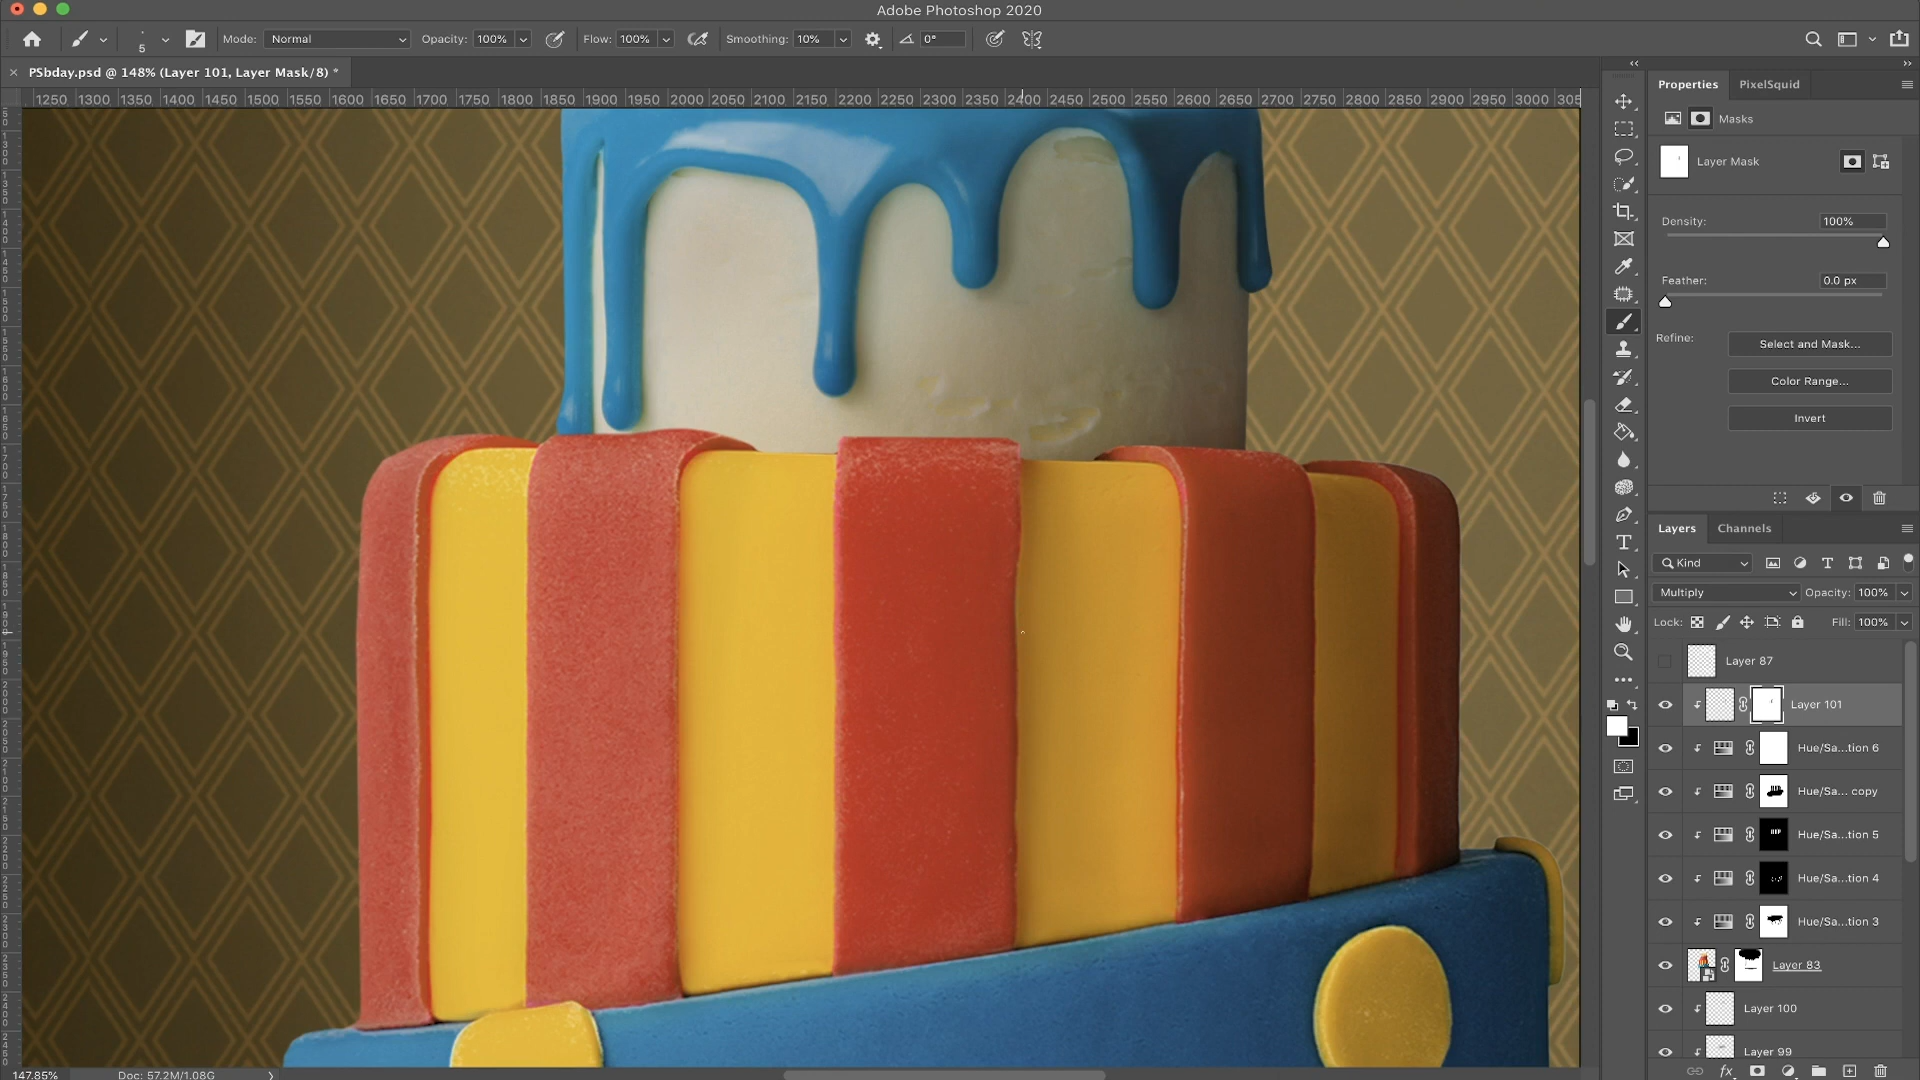 Adobe Photoshop 2020
5 Mode: Normal Opacity: 100% Flow: 100% Smoothing: 10% 0°
PSbday.psd @ 148% (Layer 101, Layer Mask/8) *
1250 1300 1350 1400 1450 1500 1550 1600 1650 1700 1750 1800 1850 1900 1950 2000 2050 2100 2150 2200 2250 2300 2350 2400 2450 2500 2550 2600 2650 2700 2750 2800 2850 2900 2950 3000 305
Properties PixelSquid
Masks
Layer Mask
Density: 100%
Feather: 0.0 px
Refine: Select and Mask...
Color Range...
Invert
Layers Channels
Kind
Multiply Opacity: 100%
Lock: Fill: 100%
Layer 87
Layer 101
Hue/Sa...tion 6
Hue/Sa... copy
Hue/Sa...tion 5
Hue/Sa...tion 4
Hue/Sa...tion 3
Layer 83
Layer 100
Layer 99
fx
147.85% Doc: 57.2M/1.08G